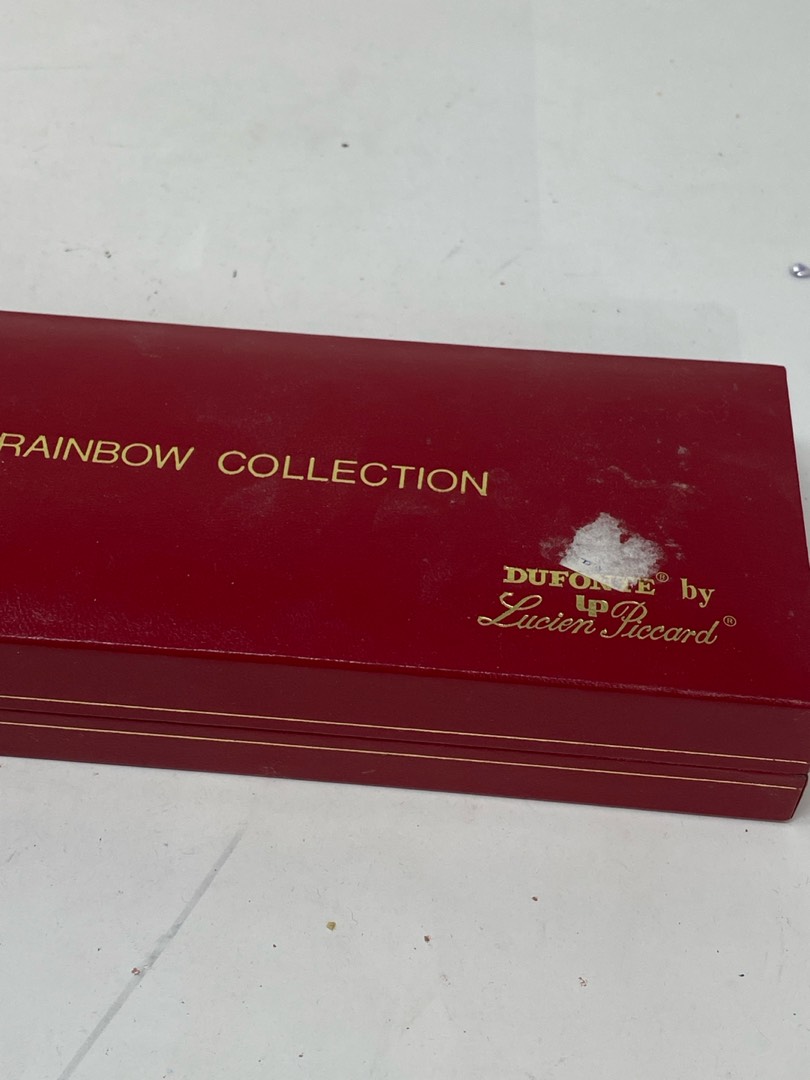 RAINBOW COLLECTION
DUFONTE® by
LP
Lucien Piccard®